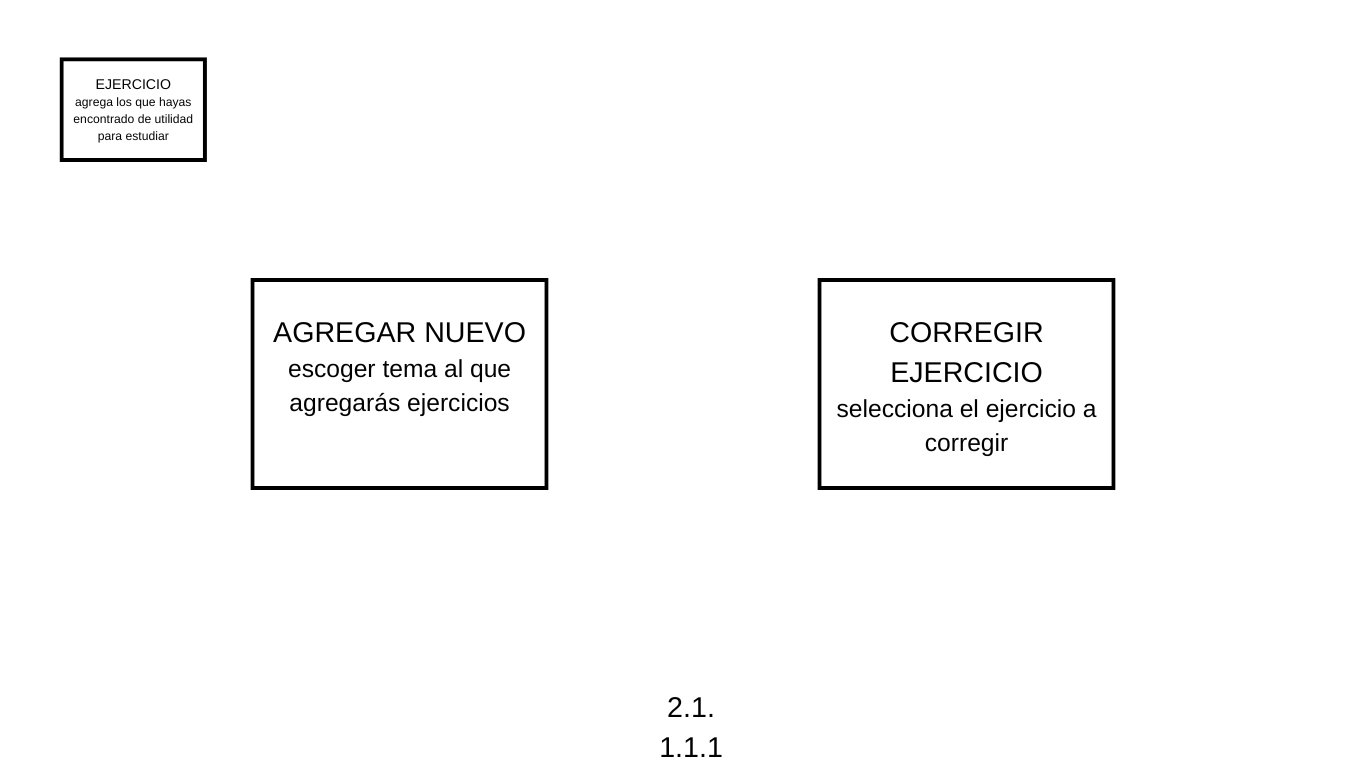 EJERCICIO
agrega los que hayas
encontrado de utilidad
para estudiar
AGREGAR NUEVO
escoger tema al que
agregarás ejercicios
CORREGIR
EJERCICIO
selecciona el ejercicio a
corregir
2.1.
1.1.1